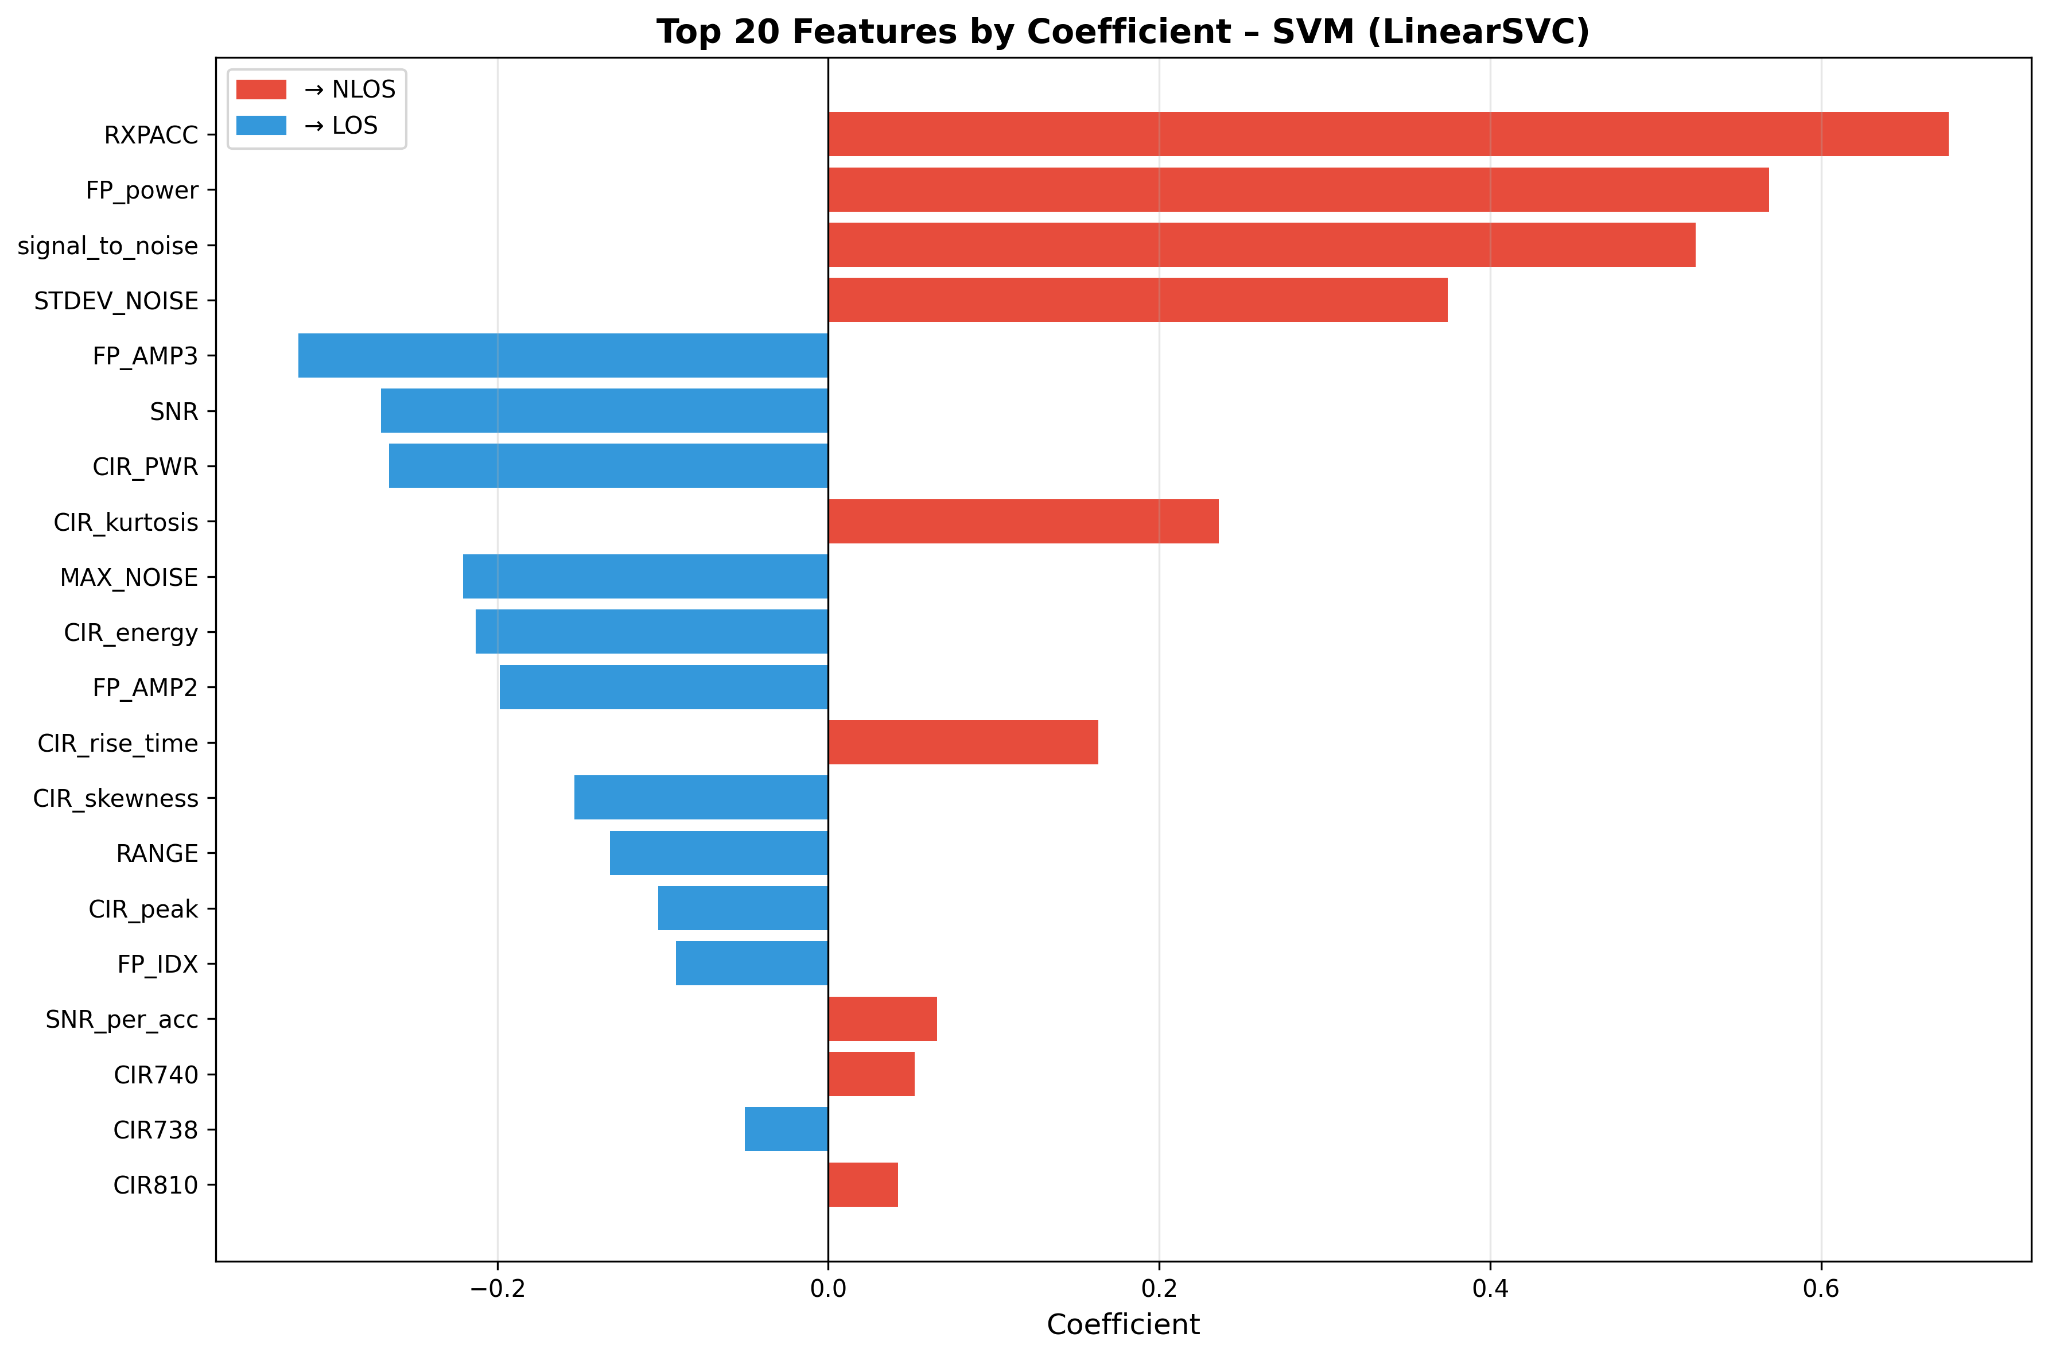 Top 20 Features by Coefficient – SVM (LinearSVC)
→ NLOS
→ LOS
RXPACC
FP_power
signal_to_noise
STDEV_NOISE
FP_AMP3
SNR
CIR_PWR
CIR_kurtosis
MAX_NOISE
CIR_energy
FP_AMP2
CIR_rise_time
CIR_skewness
RANGE
CIR_peak
FP_IDX
SNR_per_acc
CIR740
CIR738
CIR810
−0.2 0.0 0.2 0.4 0.6
Coefficient